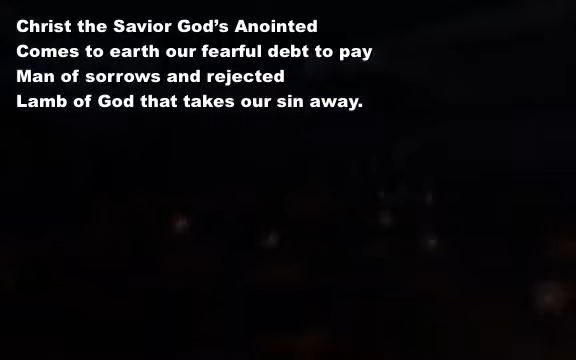 Christ the Savior God’s Anointed
Comes to earth our fearful debt to pay
Man of sorrows and rejected
Lamb of God that takes our sin away.